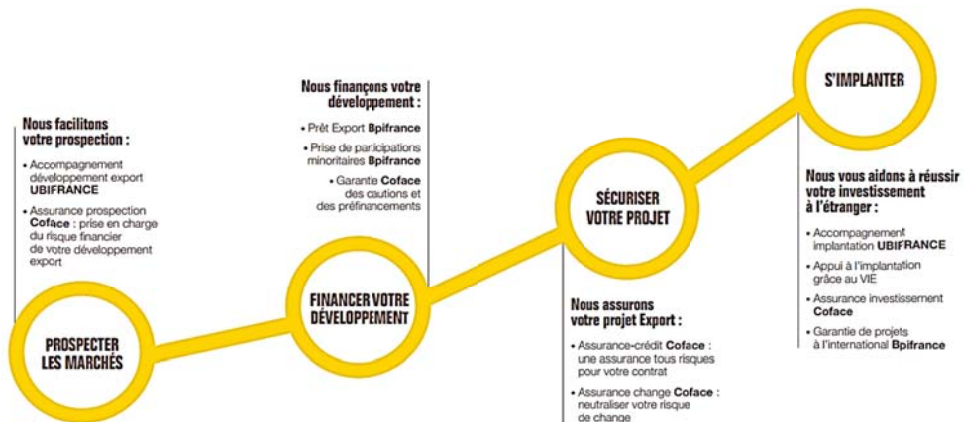 Nous facilitons
votre prospection :
• Accompagnement
développement export
UBIFRANCE
• Assurance prospection
Coface : prise en charge
du risque financier
de votre développement
export
PROSPECTER
LES MARCHÉS
Nous finançons votre
développement :
• Prêt Export Bpifrance
• Prise de paricipations
minoritaires Bpifrance
• Garante Coface
des cautions et
des préfinancements
FINANCER VOTRE
DÉVELOPPEMENT
SÉCURISER
VOTRE PROJET
Nous assurons
votre projet Export :
• Assurance-crédit Coface :
une assurance tous risques
pour votre contrat
• Assurance change Coface :
neutraliser votre risque
de change
S'IMPLANTER
Nous vous aidons à réussir
votre investissement
à l'étranger :
• Accompagnement
implantation UBIFRANCE
• Appui à l'implantation
grâce au VIE
• Assurance investissement
Coface
• Garantie de projets
à l'international Bpifrance